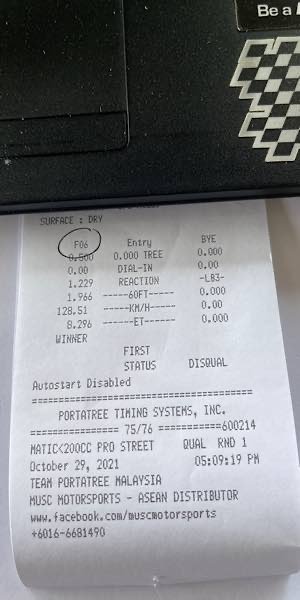 Be a
SURFACE : DRY
F06 Entry BYE
0.500 0.000 TREE 0.000
0.00 DIAL-IN 0.00
1.229 REACTION -LB3-
1.966 -----60FT----- 0.000
128.51 -----KM/H----- 0.00
8.296 ------ET------ 0.000
WINNER
FIRST
STATUS DISQUAL
Autostart Disabled
========================================
PORTATREE TIMING SYSTEMS, INC.
================ 75/76 ===========600214
MATIC<200CC PRO STREET QUAL RND 1
October 29, 2021 05:09:19 PM
TEAM PORTATREE MALAYSIA
MUSC MOTORSPORTS - ASEAN DISTRIBUTOR
www.facebook.com/muscmotorsports
+6016-6681490